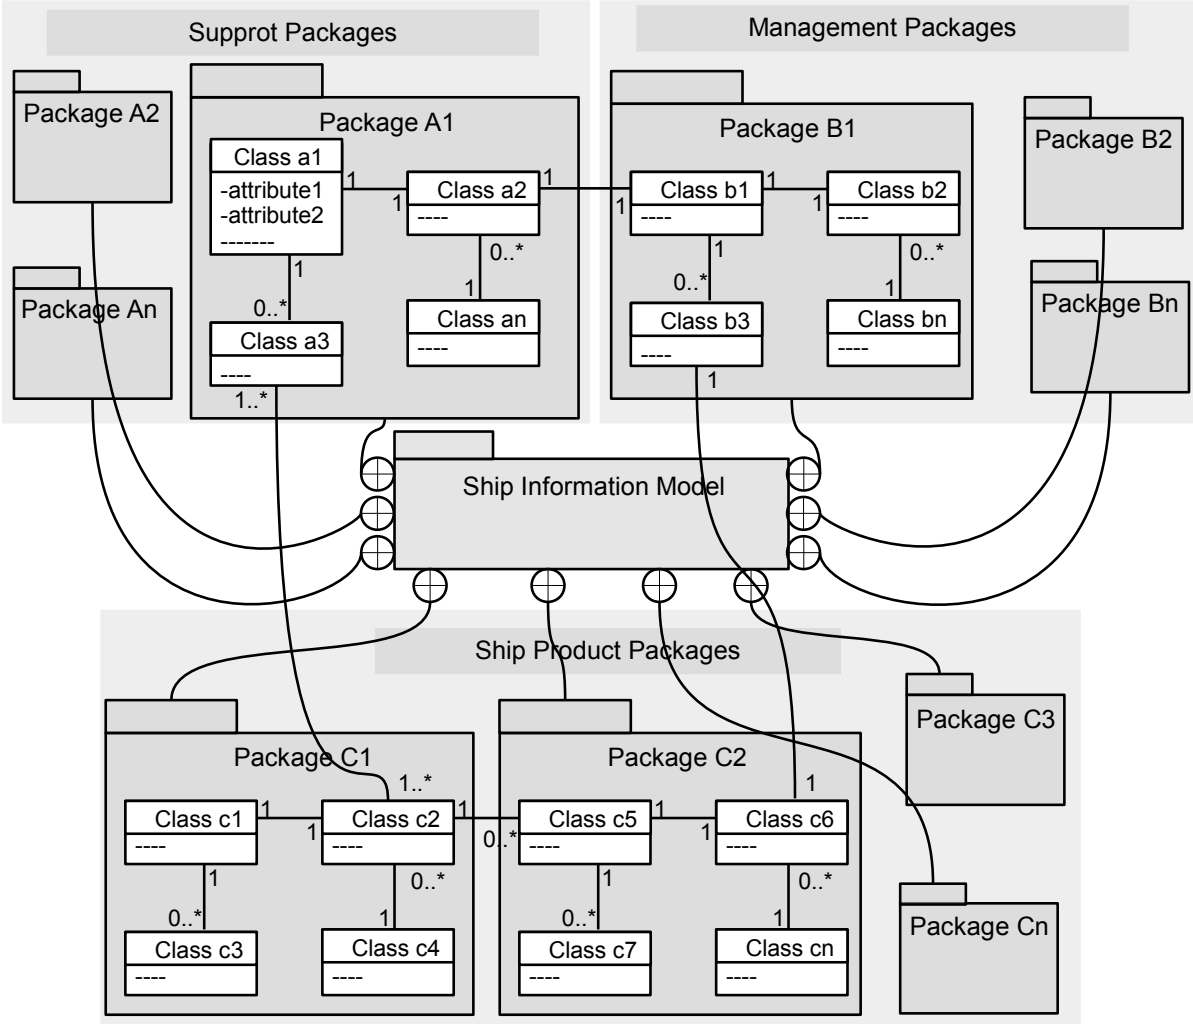 Supprot Packages
Management Packages
Package A2
Package A1
Package B1
Package B2
Class a1
-attribute1
-attribute2
-------
1
1
Class a2
----
1
1
Class b1
----
1
1
Class b2
----
1
0..*
0..*
1
1
0..*
0..*
1
Package An
Class an
----
Class b3
----
Class bn
----
Package Bn
Class a3
----
1..*
1
Ship Information Model
Ship Product Packages
Package C3
Package C1
Package C2
1..*
1
Class c1
----
1
1
Class c2
----
1
0..*
Class c5
----
1
1
Class c6
----
1
0..*
0..*
1
1
0..*
0..*
1
Class c3
----
Class c4
----
Class c7
----
Class cn
----
Package Cn